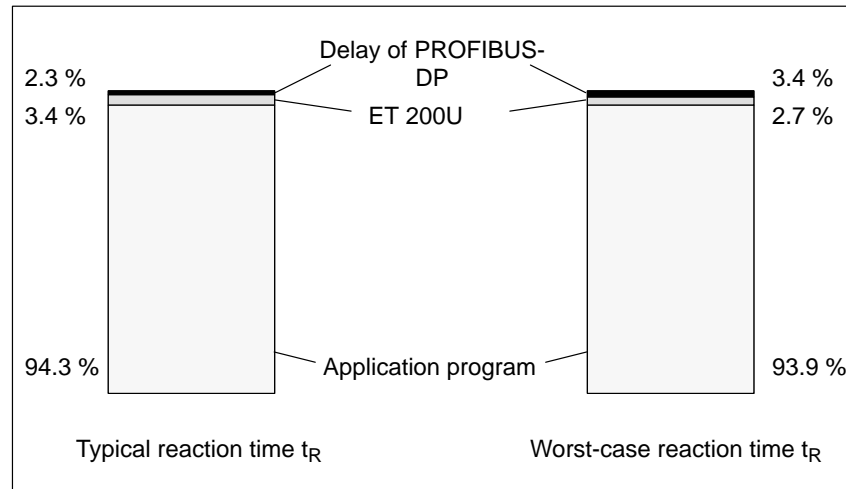 Delay of PROFIBUS-
DP
2.3 %
3.4 %
3.4 %
ET 200U
2.7 %
94.3 %
Application program
93.9 %
Typical reaction time tR
Worst-case reaction time tR